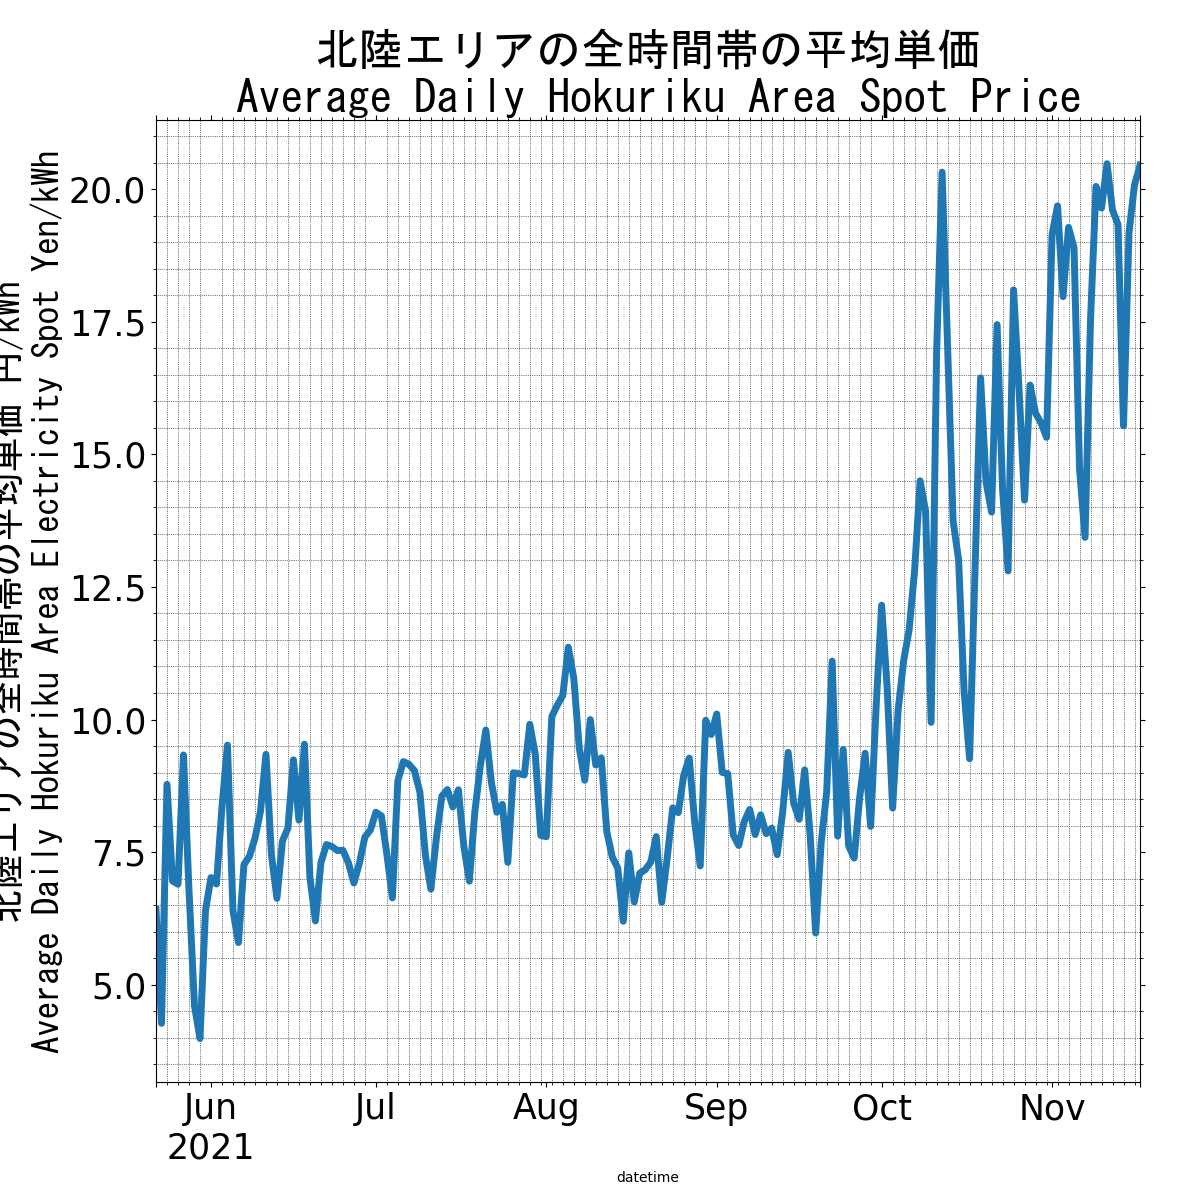 北陸エリアの全時間帯の平均単価
Average Daily Hokuriku Area Spot Price
北陸エリアの全時間帯の平均単価 円/kWh
Average Daily Hokuriku Area Electricity Spot Yen/kWh
20.0
17.5
15.0
12.5
10.0
7.5
5.0
Jun Jul Aug Sep Oct Nov
2021
datetime